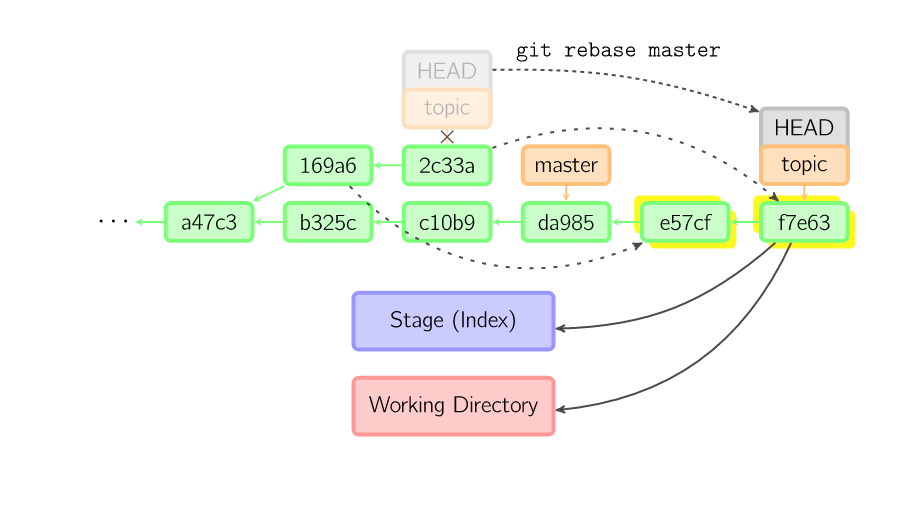 git rebase master
HEAD
topic
HEAD
topic
169a6
2c33a
master
...
a47c3
b325c
c10b9
da985
e57cf
f7e63
Stage (Index)
Working Directory